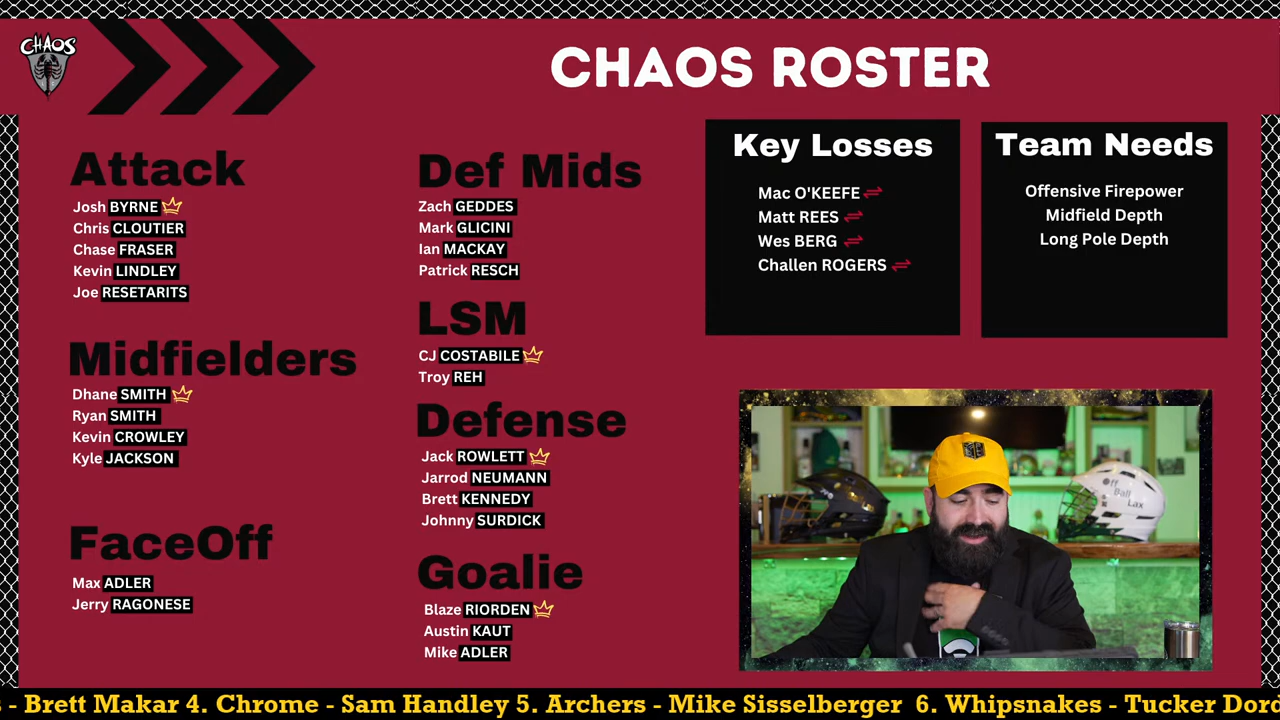 CHAOS
CHAOS ROSTER
Attack
Josh BYRNE
Chris CLOUTIER
Chase FRASER
Kevin LINDLEY
Joe RESETARITS
Midfielders
Dhane SMITH
Ryan SMITH
Kevin CROWLEY
Kyle JACKSON
FaceOff
Max ADLER
Jerry RAGONESE
Def Mids
Zach GEDDES
Mark GLICINI
Ian MACKAY
Patrick RESCH
LSM
CJ COSTABILE
Troy REH
Defense
Jack ROWLETT
Jarrod NEUMANN
Brett KENNEDY
Johnny SURDICK
Goalie
Blaze RIORDEN
Austin KAUT
Mike ADLER
Key Losses
Mac O'KEEFE
Matt REES
Wes BERG
Challen ROGERS
Team Needs
Offensive Firepower
Midfield Depth
Long Pole Depth
Off
Ball
Lax
- Brett Makar 4. Chrome - Sam Handley 5. Archers - Mike Sisselberger 6. Whipsnakes - Tucker Dord